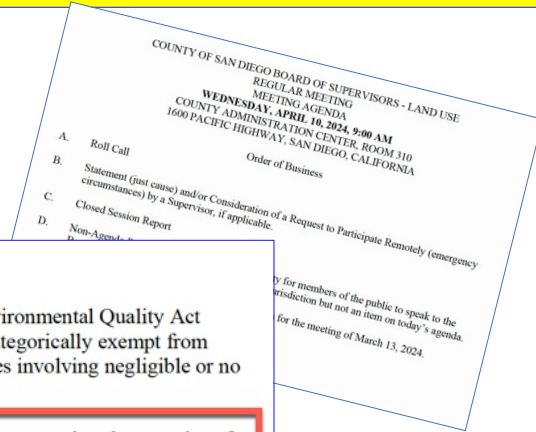 COUNTY OF SAN DIEGO BOARD OF SUPERVISORS - LAND USE
REGULAR MEETING
MEETING AGENDA
WEDNESDAY, APRIL 10, 2024, 9:00 AM
COUNTY ADMINISTRATION CENTER, ROOM 310
1600 PACIFIC HIGHWAY, SAN DIEGO, CALIFORNIA
Order of Business
A. Roll Call
B. Statement (just cause) and/or Consideration of a Request to Participate Remotely (emergency
circumstances) by a Supervisor, if applicable.
C. Closed Session Report
D.
for members of the public to speak to the
but not an item on today's agenda.
for the meeting of March 13, 2024.
Quality Act
exempt from
involving negligible or no